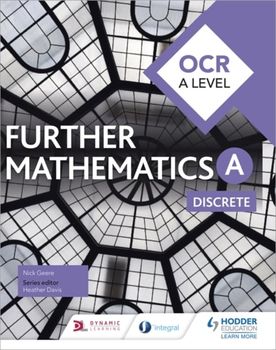 OCR
A LEVEL
FURTHER
MATHEMATICS A
DISCRETE
Nick Geere
Series editor
Heather Davis
DYNAMIC
LEARNING
integral
HODDER
EDUCATION
LEARN MORE